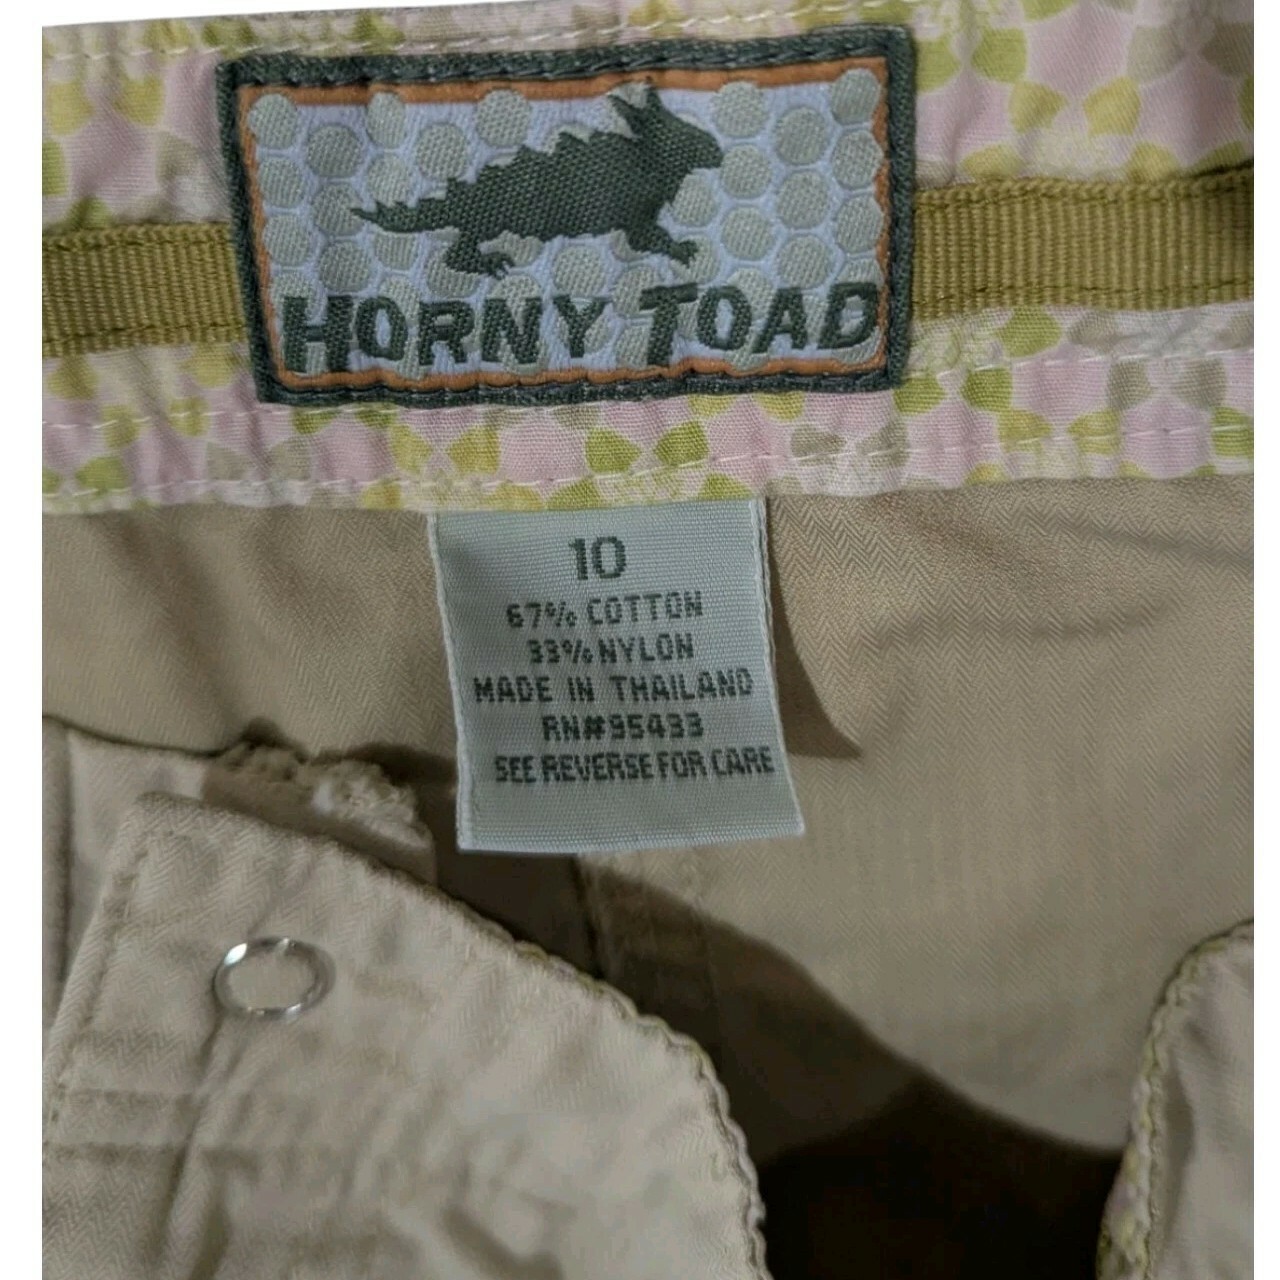 HORNY TOAD
10
67% COTTON
33% NYLON
MADE IN THAILAND
RN#95433
SEE REVERSE FOR CARE